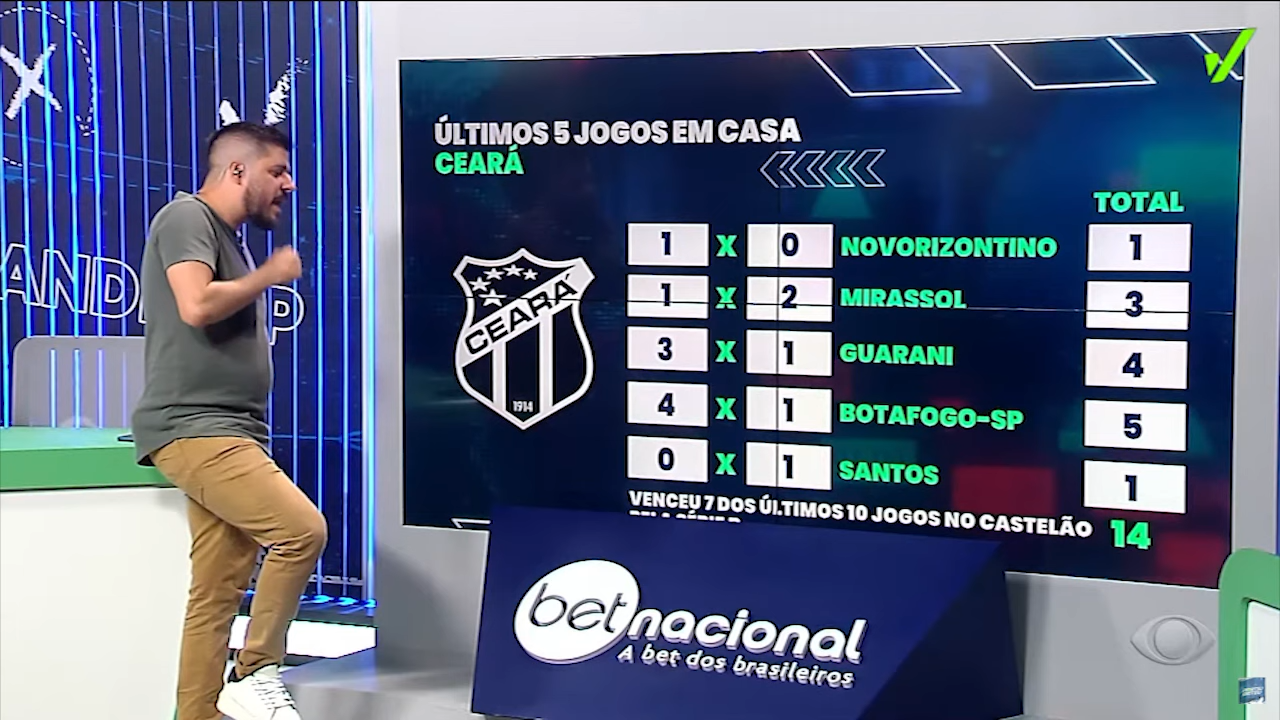 ÚLTIMOS 5 JOGOS EM CASA
CEARÁ
TOTAL
1 X 0 NOVORIZONTINO 1
1 X 2 MIRASSOL 3
3 X 1 GUARANI 4
4 X 1 BOTAFOGO-SP 5
0 X 1 SANTOS 1
CEARÁ
1914
VENCEU 7 DOS ÚLTIMOS 10 JOGOS NO CASTELÃO 14
AND
P
betnacional
A bet dos brasileiros